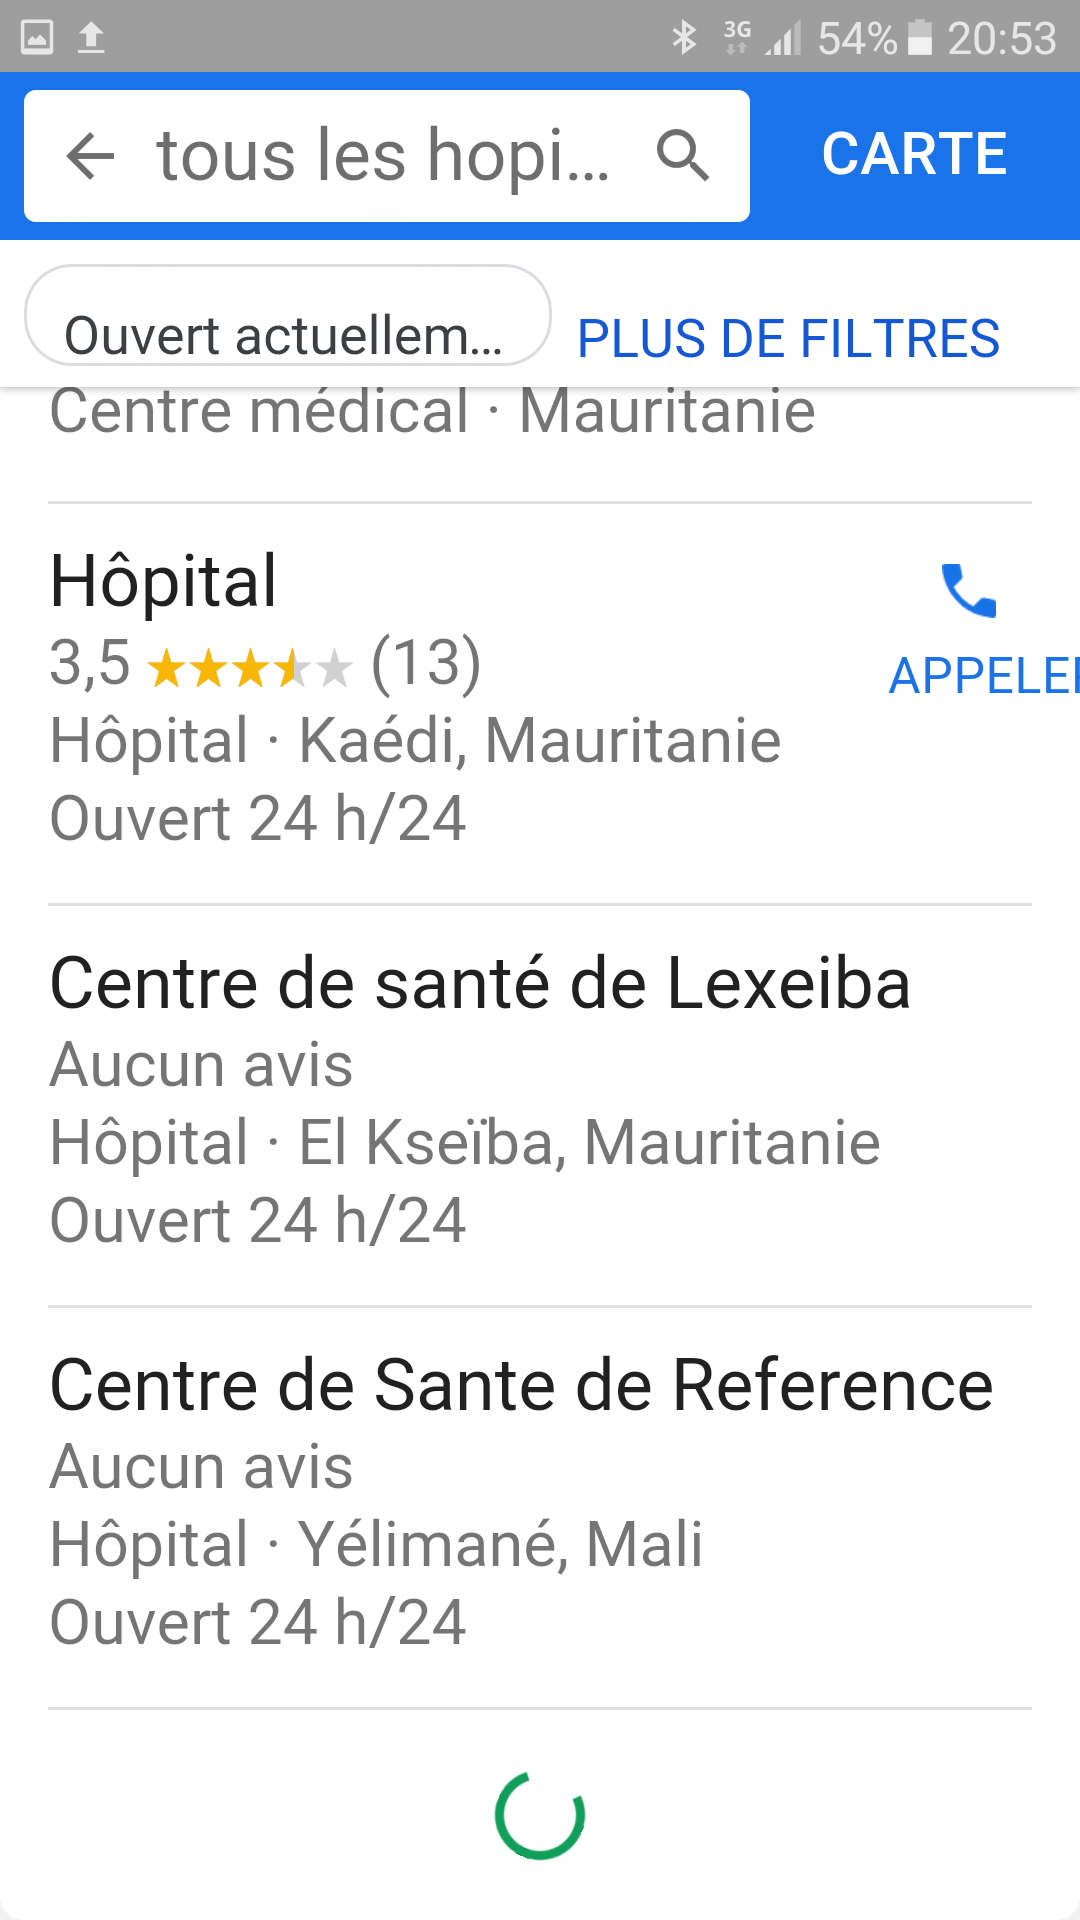 3G 54% 20:53
tous les hopi... CARTE
Ouvert actuellem... PLUS DE FILTRES
Centre médical · Mauritanie
Hôpital
3,5 (13)
APPELER
Hôpital · Kaédi, Mauritanie
Ouvert 24 h/24
Centre de santé de Lexeiba
Aucun avis
Hôpital · El Kseïba, Mauritanie
Ouvert 24 h/24
Centre de Sante de Reference
Aucun avis
Hôpital · Yélimané, Mali
Ouvert 24 h/24